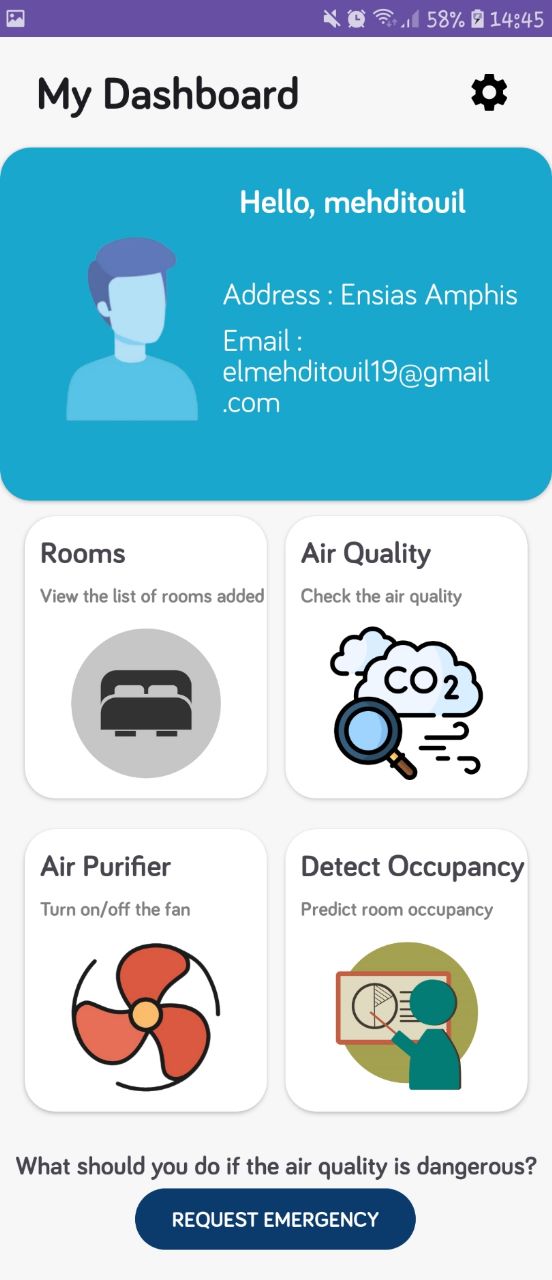 58% 14:45
My Dashboard
Hello, mehditouil
Address : Ensias Amphis
Email :
elmehditouil19@gmail
.com
Rooms
View the list of rooms added
Air Quality
Check the air quality
CO2
Air Purifier
Turn on/off the fan
Detect Occupancy
Predict room occupancy
What should you do if the air quality is dangerous?
REQUEST EMERGENCY